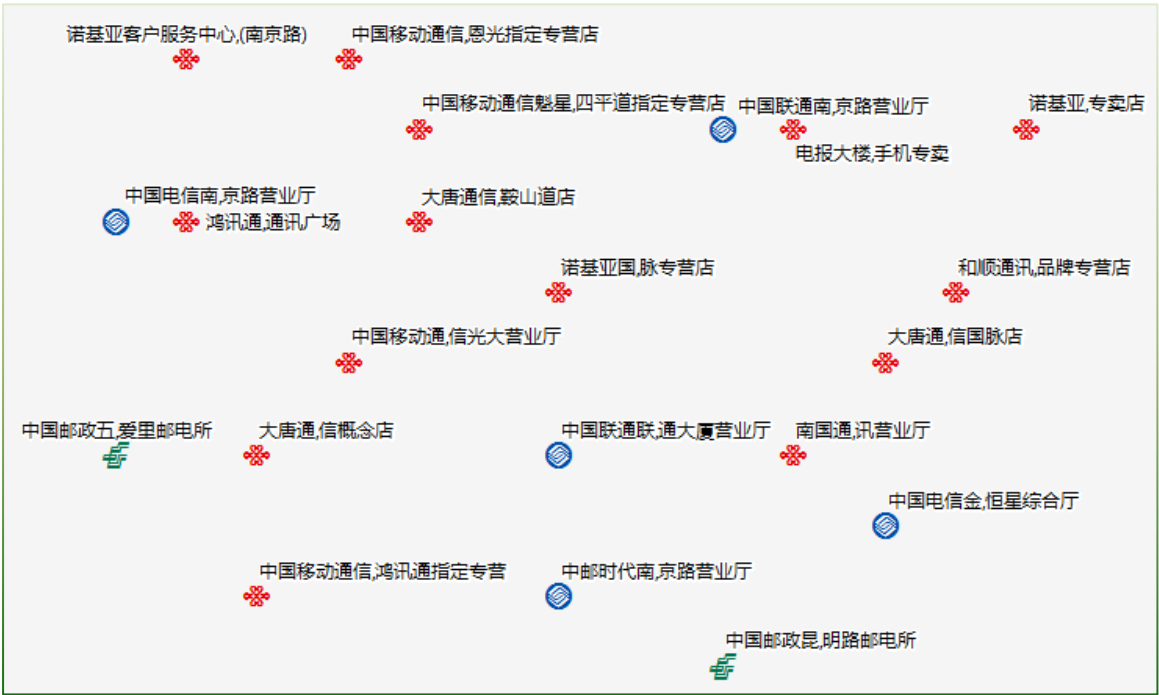 诺基亚客户服务中心,(南京路)
中国移动通信,恩光指定专营店
中国移动通信魁星,四平道指定专营店
中国联通南,京路营业厅
诺基亚,专卖店
电报大楼,手机专卖
中国电信南,京路营业厅
大唐通信,鞍山道店
鸿讯通,通讯广场
诺基亚国,脉专营店
和顺通讯,品牌专营店
中国移动通,信光大营业厅
大唐通,信国脉店
中国邮政五,爱里邮电所
大唐通,信概念店
中国联通联,通大厦营业厅
南国通,讯营业厅
中国电信金,恒星综合厅
中国移动通信,鸿讯通指定专营
中邮时代南,京路营业厅
中国邮政昆,明路邮电所